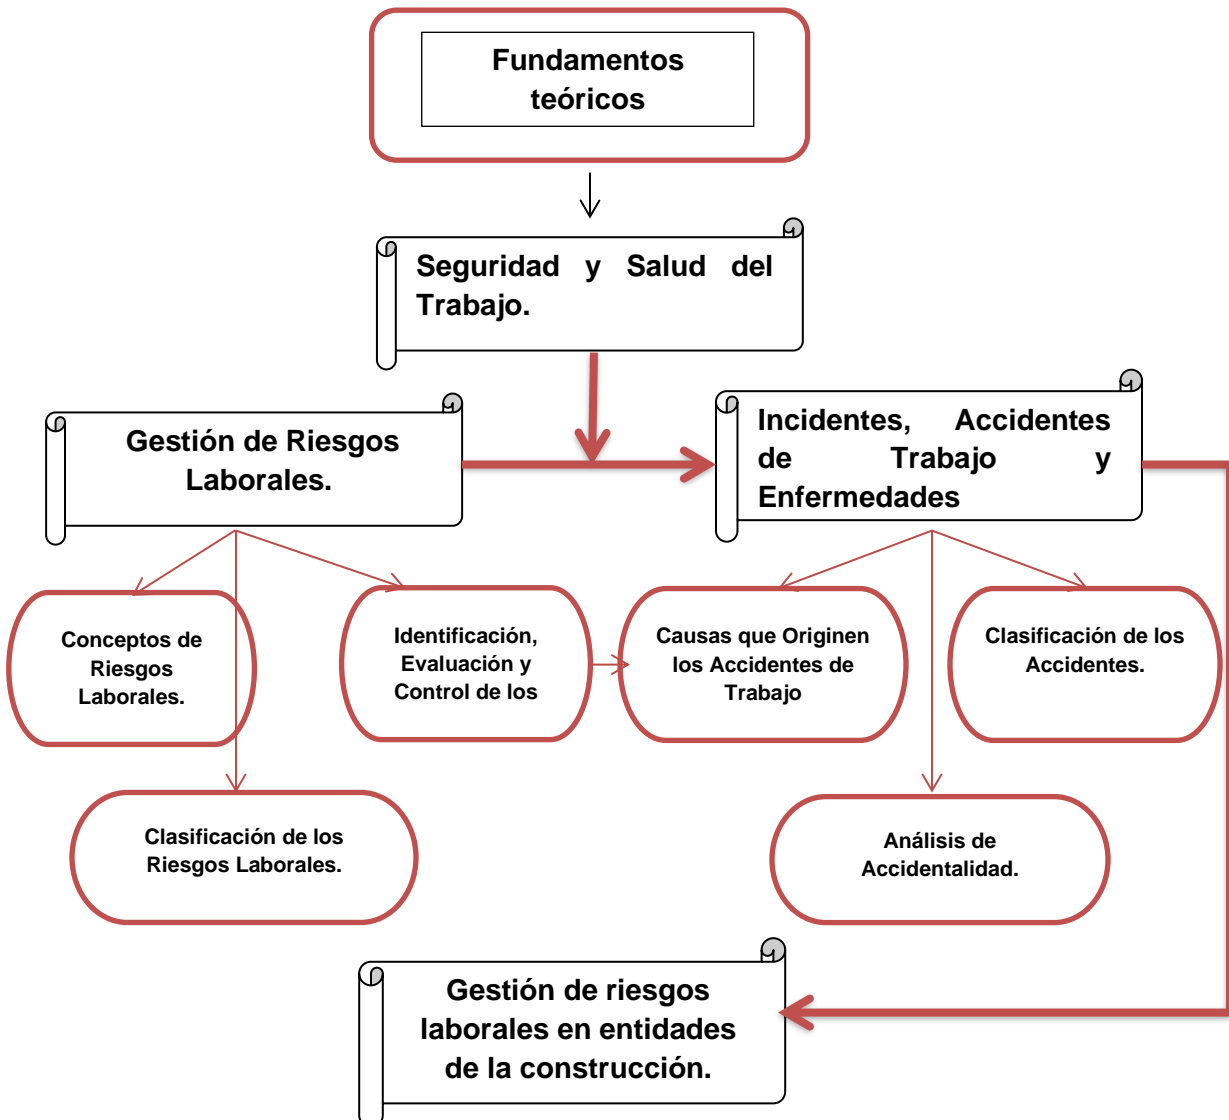 Fundamentos
teóricos
Seguridad y Salud del
Trabajo.
Gestión de Riesgos
Laborales.
Incidentes, Accidentes
de Trabajo y
Enfermedades
Conceptos de
Riesgos
Laborales.
Identificación,
Evaluación y
Control de los
Causas que Originen
los Accidentes de
Trabajo
Clasificación de los
Accidentes.
Clasificación de los
Riesgos Laborales.
Análisis de
Accidentalidad.
Gestión de riesgos
laborales en entidades
de la construcción.